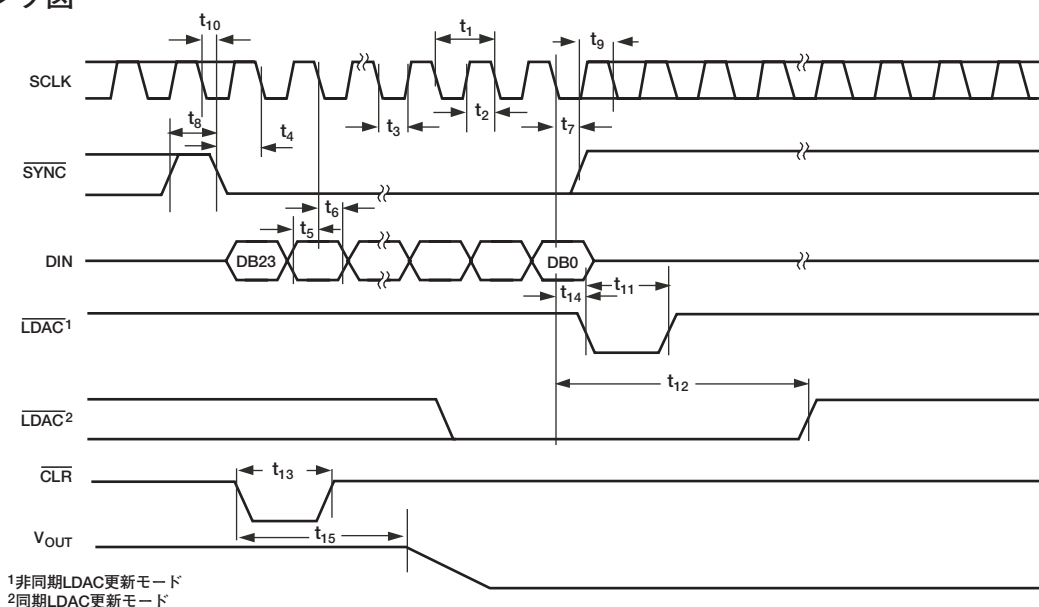 t10
t1
t9
SCLK
t8
t4
t3
t2
t7
SYNC
t6
t5
DIN
DB23
DB0
t14
t11
LDAC1
t12
LDAC2
CLR
t13
t15
VOUT
1非同期LDAC更新モード
2同期LDAC更新モード